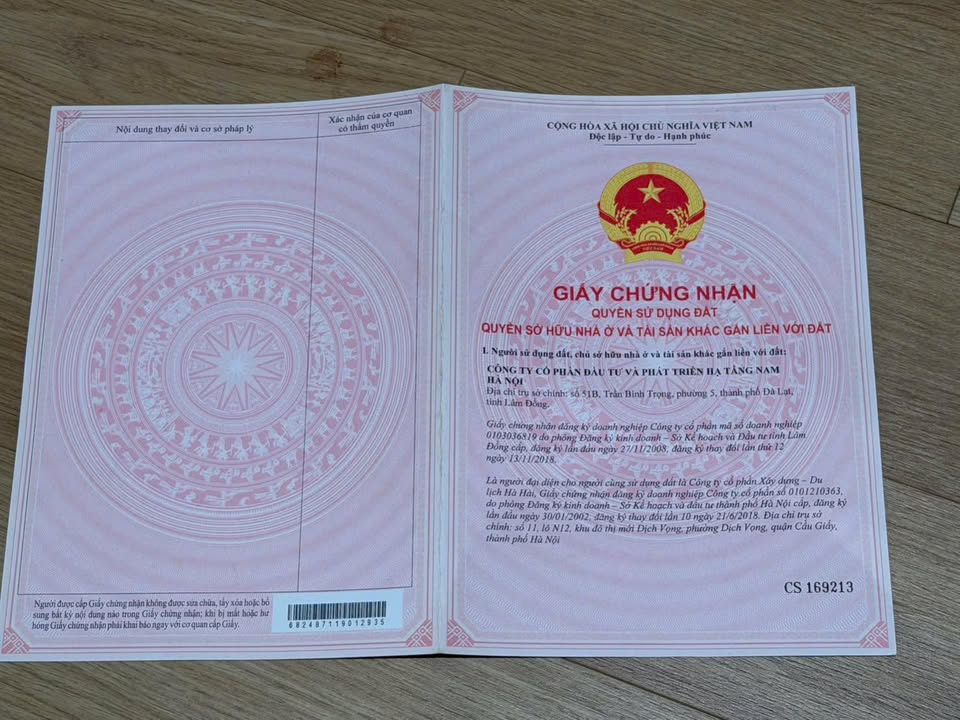 Nội dung thay đổi và cơ sở pháp lý
Xác nhận của cơ quan
có thẩm quyền
Người được cấp Giấy chứng nhận không được sửa chữa, tẩy xóa hoặc bổ
sung bất kỳ nội dung nào trong Giấy chứng nhận; khi bị mất hoặc hư
hỏng Giấy chứng nhận phải khai báo ngay với cơ quan cấp Giấy.
682487119012935
CỘNG HÒA XÃ HỘI CHỦ NGHĨA VIỆT NAM
Độc lập - Tự do - Hạnh phúc
VIỆT NAM
GIẤY CHỨNG NHẬN
QUYỀN SỬ DỤNG ĐẤT
QUYỀN SỞ HỮU NHÀ Ở VÀ TÀI SẢN KHÁC GẮN LIỀN VỚI ĐẤT
I. Người sử dụng đất, chủ sở hữu nhà ở và tài sản khác gắn liền với đất:
CÔNG TY CỔ PHẦN ĐẦU TƯ VÀ PHÁT TRIỂN HẠ TẦNG NAM
HÀ NỘI
Địa chỉ trụ sở chính: số 51B, Trần Bình Trọng, phường 5, thành phố Đà Lạt,
tỉnh Lâm Đồng.
Giấy chứng nhận đăng ký doanh nghiệp Công ty cổ phần mã số doanh nghiệp
0103036819 do phòng Đăng ký kinh doanh – Sở Kế hoạch và Đầu tư tỉnh Lâm
Đồng cấp, đăng ký lần đầu ngày 27/11/2008, đăng ký thay đổi lần thứ 12
ngày 13/11/2018.
Là người đại diện cho người cùng sử dụng đất là Công ty cổ phần Xây dựng – Du
lịch Hà Hải, Giấy chứng nhận đăng ký doanh nghiệp Công ty cổ phần số 0101210363,
do phòng Đăng ký kinh doanh – Sở Kế hoạch và đầu tư thành phố Hà Nội cấp, đăng ký
lần đầu ngày 30/01/2002, đăng ký thay đổi lần 10 ngày 21/6/2018. Địa chỉ trụ sở
chính: số 11, lô N12, khu đô thị mới Dịch Vọng, phường Dịch Vọng, quận Cầu Giấy,
thành phố Hà Nội
CS 169213